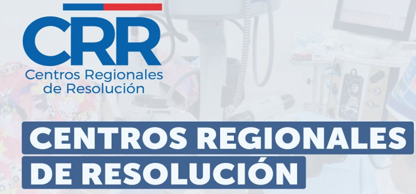 CRR
Centros Regionales
de Resolución
CENTROS REGIONALES
DE RESOLUCIÓN